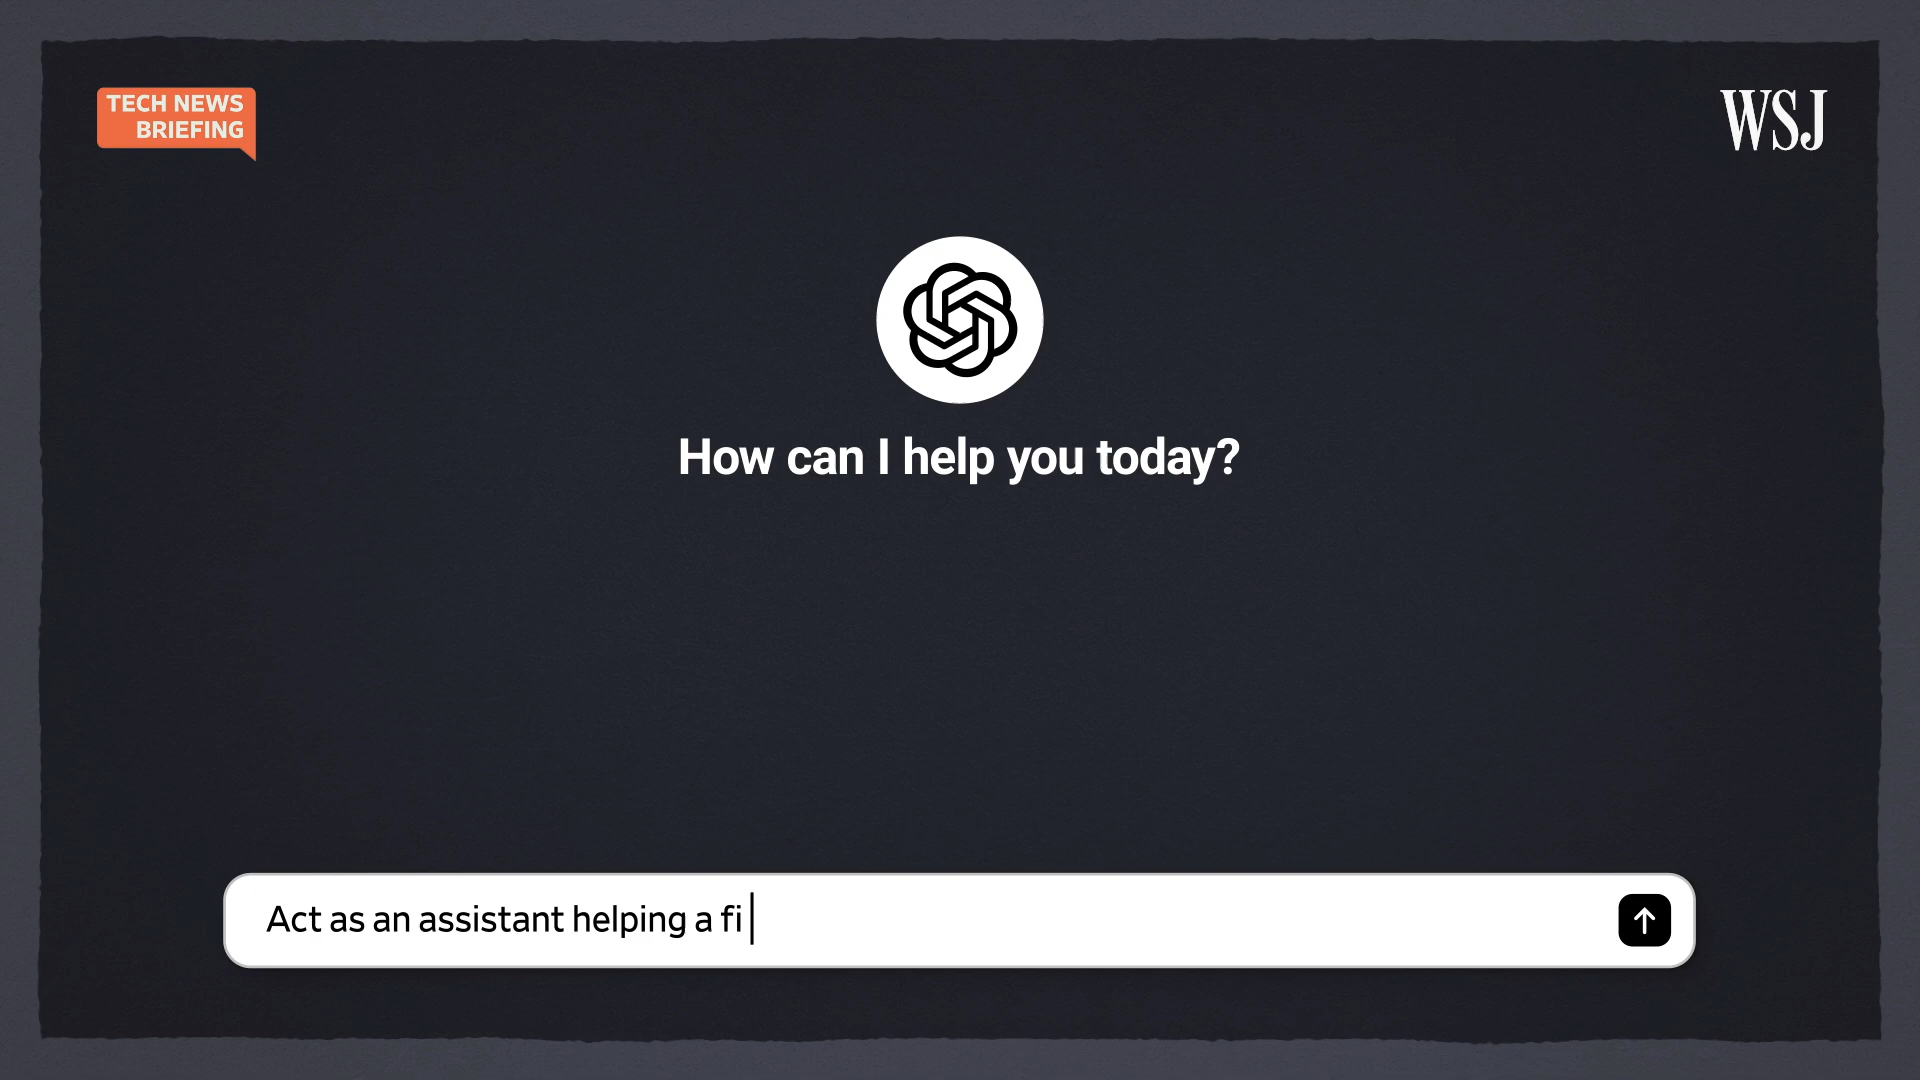 TECH NEWS
BRIEFING
WSJ
How can I help you today?
Act as an assistant helping a fi